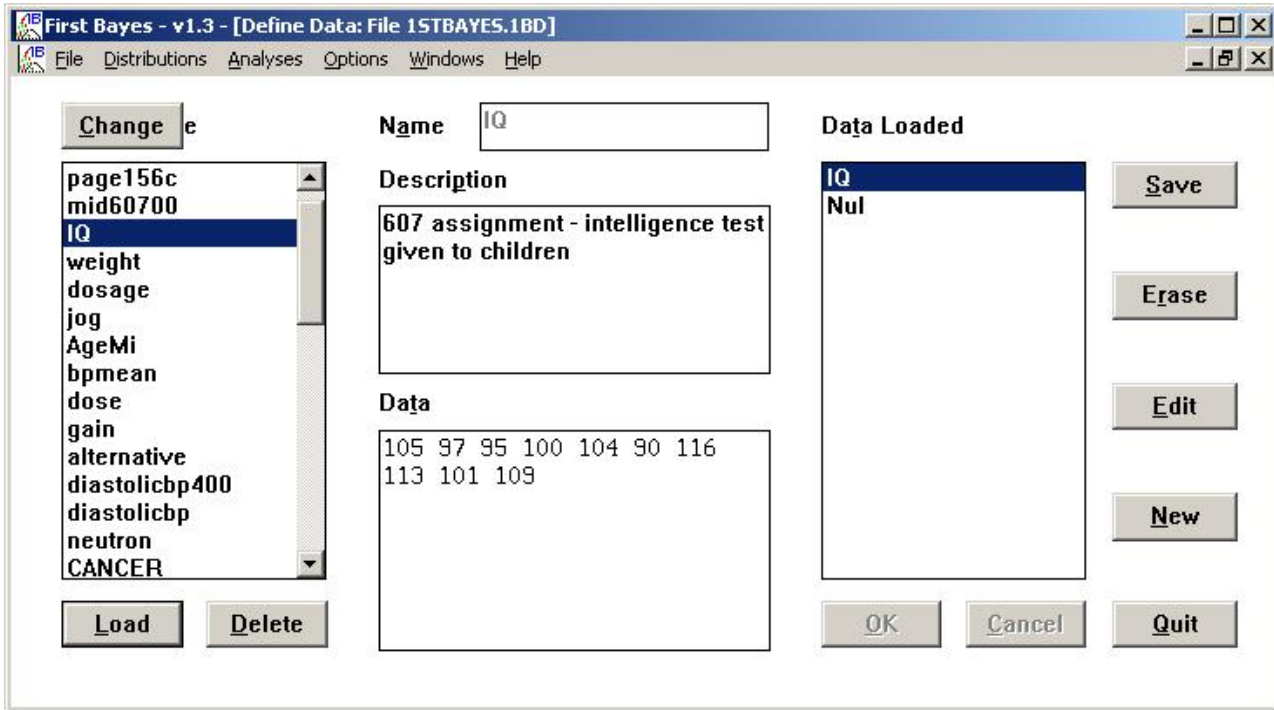 First Bayes - v1.3 - [Define Data: File 1STBAYES.1BD]
File Distributions Analyses Options Windows Help
Change e
Name IQ
Data Loaded
page156c
mid60700
IQ
weight
dosage
jog
AgeMi
bpmean
dose
gain
alternative
diastolicbp400
diastolicbp
neutron
CANCER
Load Delete
Description
607 assignment - intelligence test
given to children
Data
105 97 95 100 104 90 116
113 101 109
IQ
Nul
OK Cancel
Save
Erase
Edit
New
Quit